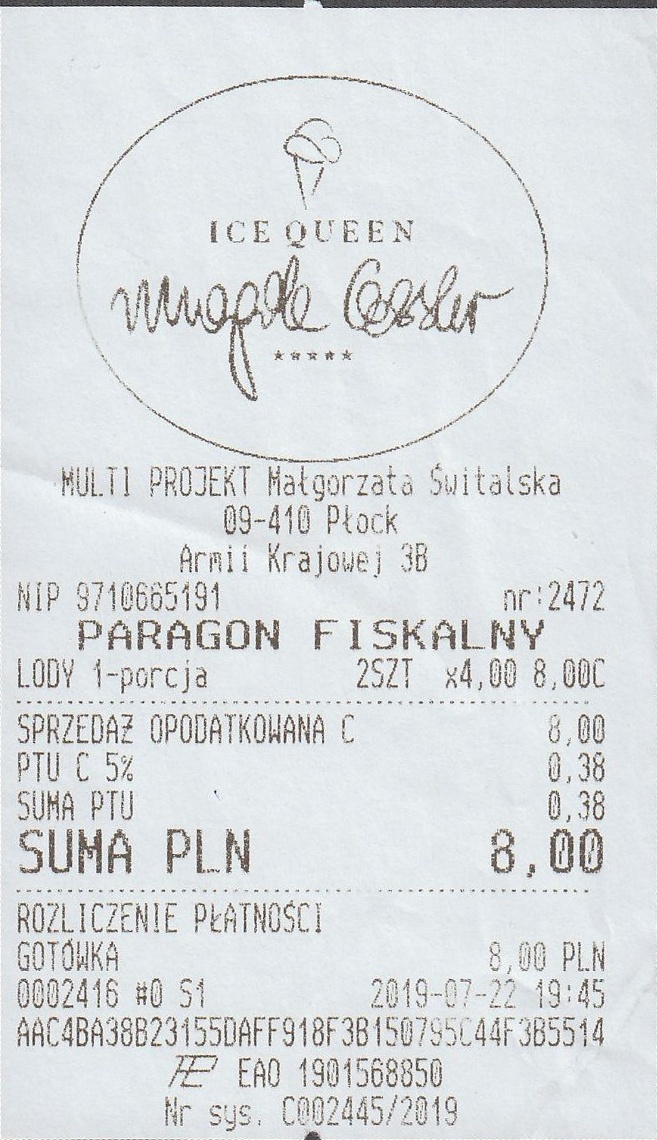 ICE QUEEN
★★★★★
MULTI PROJEKT Małgorzata Świtalska
09-410 Płock
Armii Krajowej 3B
NIP 9710665191 nr:2472
PARAGON FISKALNY
LODY 1-porcja 2SZT x4,00 8,00C
SPRZEDAŻ OPODATKOWANA C 8,00
PTU C 5% 0,38
SUMA PTU 0,38
SUMA PLN 8,00
ROZLICZENIE PŁATNOŚCI
GOTÓWKA 8,00 PLN
0002416 #0 S1 2019-07-22 19:45
AAC4BA38B23155DAFF918F3B150795C44F3B5514
EAO 1901568850
Nr sys. C002445/2019